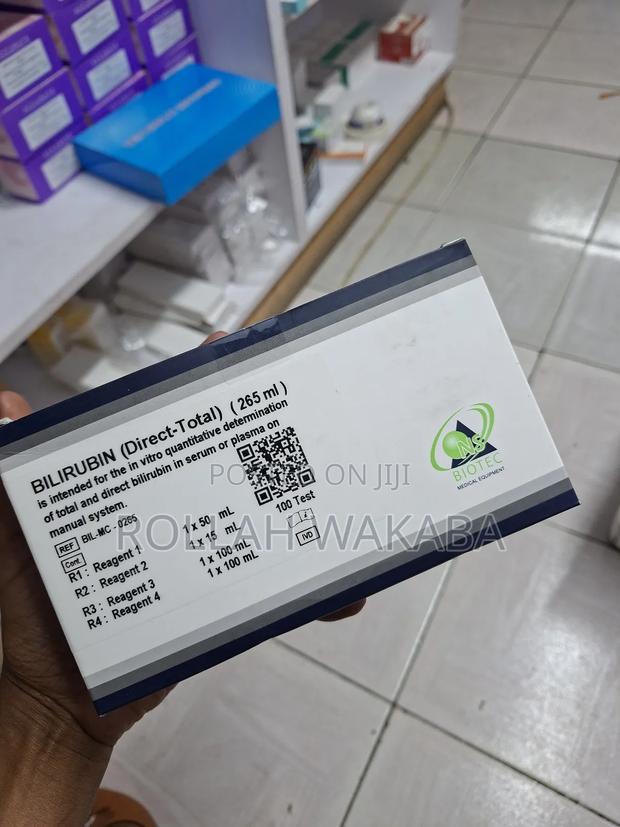 BILIRUBIN (Direct-Total) (265 ml)
is intended for the in vitro quantitative determination
of total and direct bilirubin in serum or plasma on
manual system.
REF BIL-MC-0265
Cont.
R1 : Reagent 1 1 x 50 mL
R2 : Reagent 2 1 x 15 mL
R3 : Reagent 3 1 x 100 mL
R4 : Reagent 4 1 x 100 mL
100 Test
i
IVD
NS
BIOTEC
MEDICAL EQUIPMENT
POSTED ON JIJI
ROLLAH WAKABA